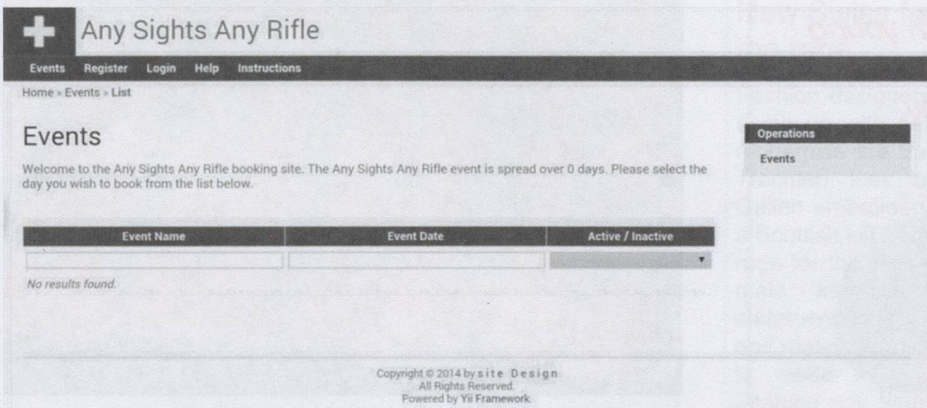 Any Sights Any Rifle
Events Register Login Help Instructions
Home » Events » List
Events
Welcome to the Any Sights Any Rifle booking site. The Any Sights Any Rifle event is spread over 0 days. Please select the
day you wish to book from the list below.
Event Name Event Date Active / Inactive
No results found.
Operations
Events
Copyright © 2014 by site Design
All Rights Reserved.
Powered by Yii Framework.